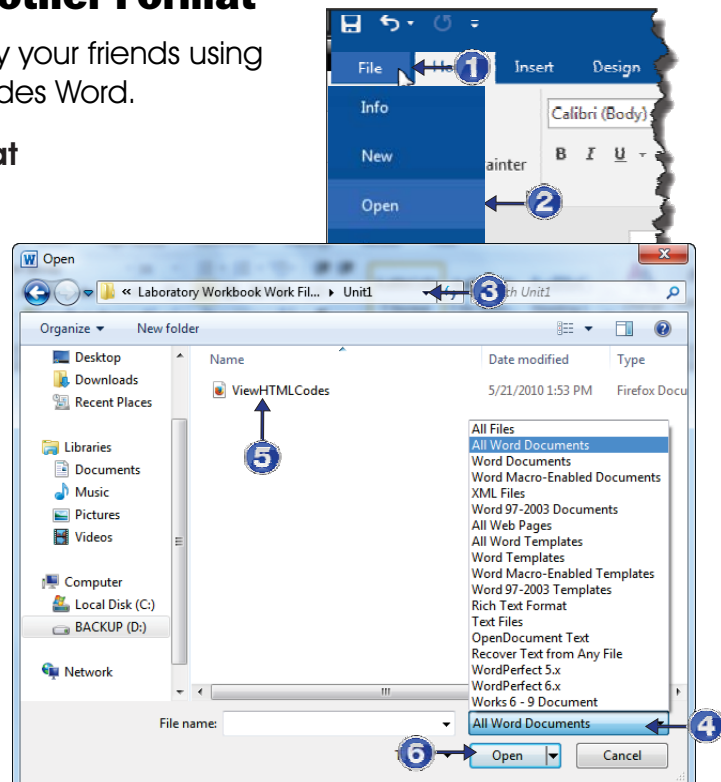 other Format
y your friends using
des Word.
at
File
1
Insert
Design
Info
Calibri (Body)
New
ainter
B I U
Open
2
W Open
x
« Laboratory Workbook Work Fil... ▸ Unit1
3
Unit1
Organize
New folder
?
Desktop
Downloads
Recent Places
Libraries
Documents
Music
Pictures
Videos
Computer
Local Disk (C:)
BACKUP (D:)
Network
Name
Date modified
Type
ViewHTMLCodes
5/21/2010 1:53 PM
Firefox Docu
5
All Files
All Word Documents
Word Documents
Word Macro-Enabled Documents
XML Files
Word 97-2003 Documents
All Web Pages
All Word Templates
Word Templates
Word Macro-Enabled Templates
Word 97-2003 Templates
Rich Text Format
Text Files
OpenDocument Text
Recover Text from Any File
WordPerfect 5.x
WordPerfect 6.x
Works 6 - 9 Document
File name:
All Word Documents
4
6
Open
Cancel